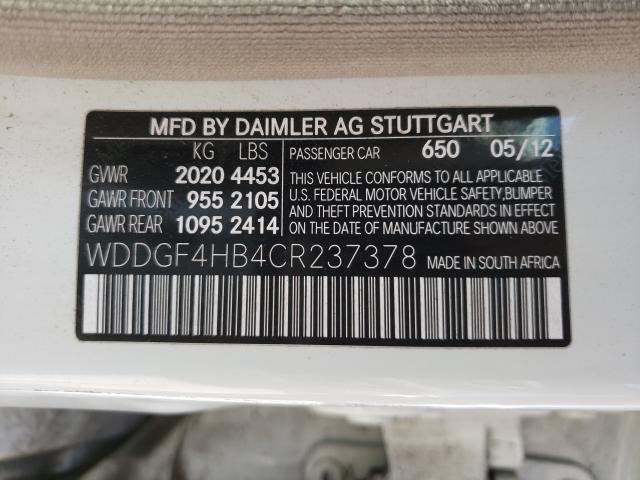 MFD BY DAIMLER AG STUTTGART
KG LBS
GVWR 2020 4453
GAWR FRONT 955 2105
GAWR REAR 1095 2414
PASSENGER CAR 650 05/12
THIS VEHICLE CONFORMS TO ALL APPLICABLE
U.S. FEDERAL MOTOR VEHICLE SAFETY,BUMPER
AND THEFT PREVENTION STANDARDS IN EFFECT
ON THE DATE OF MANUFACTURE SHOWN ABOVE.
WDDGF4HB4CR237378 MADE IN SOUTH AFRICA